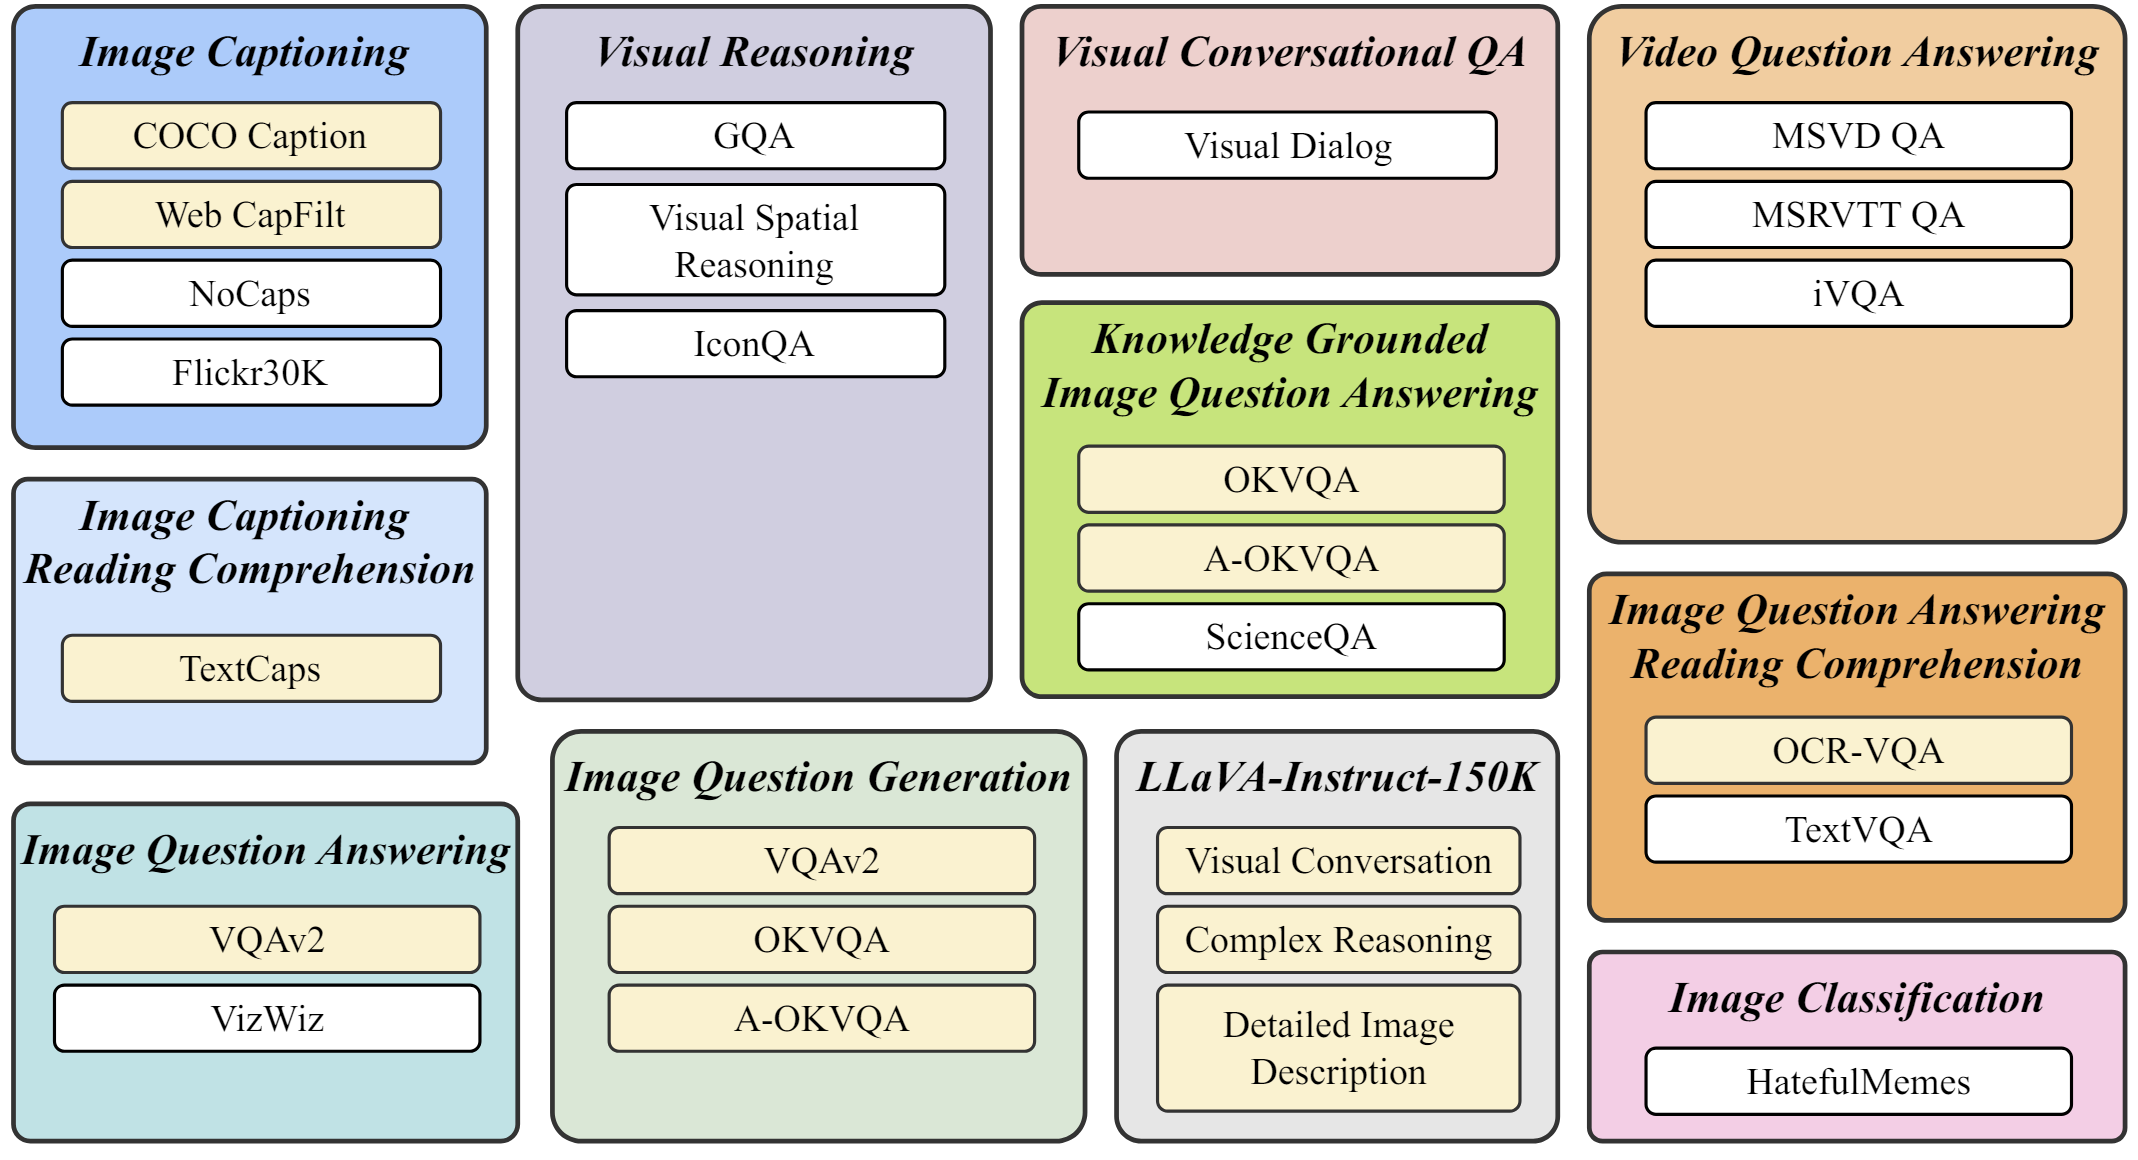 Image Captioning
COCO Caption
Web CapFilt
NoCaps
Flickr30K
Image Captioning
Reading Comprehension
TextCaps
Image Question Answering
VQAv2
VizWiz
Visual Reasoning
GQA
Visual Spatial
Reasoning
IconQA
Image Question Generation
VQAv2
OKVQA
A-OKVQA
Visual Conversational QA
Visual Dialog
Knowledge Grounded
Image Question Answering
OKVQA
A-OKVQA
ScienceQA
LLaVA-Instruct-150K
Visual Conversation
Complex Reasoning
Detailed Image
Description
Video Question Answering
MSVD QA
MSRVTT QA
iVQA
Image Question Answering
Reading Comprehension
OCR-VQA
TextVQA
Image Classification
HatefulMemes